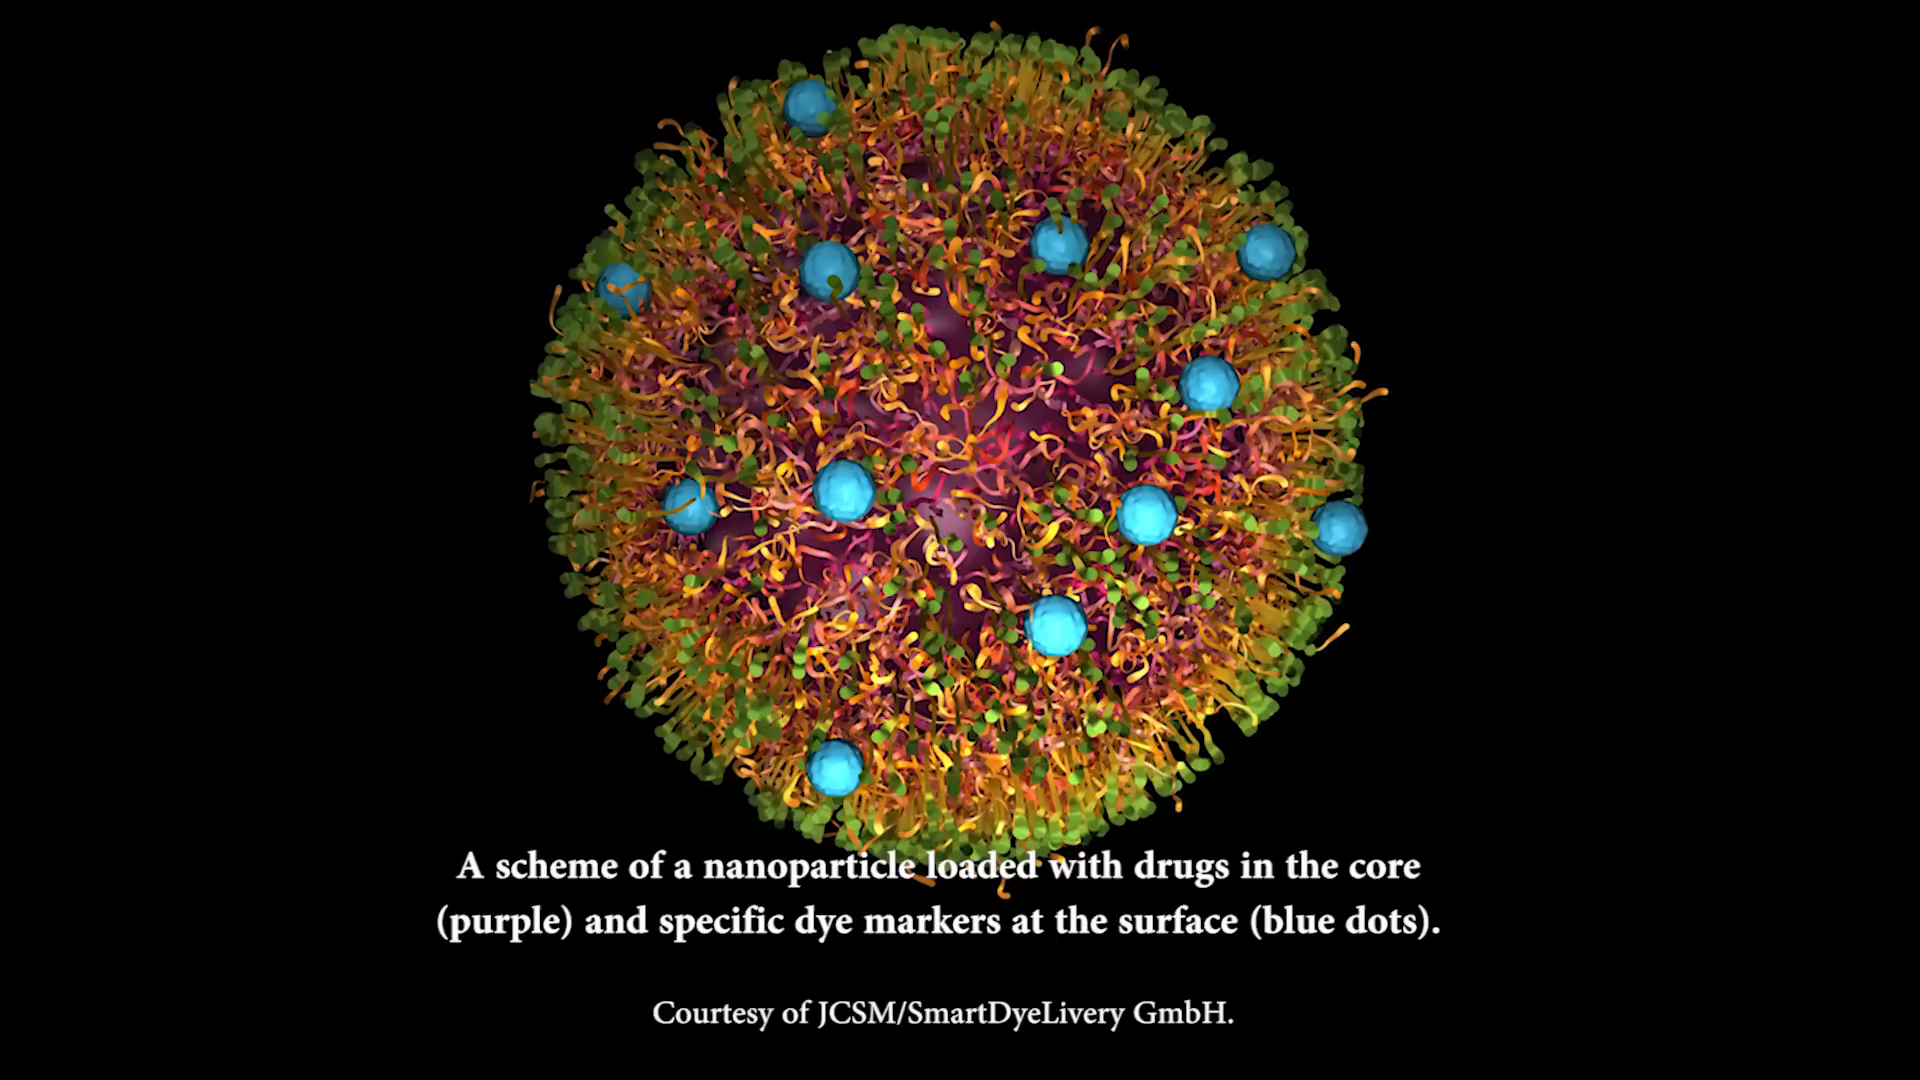 A scheme of a nanoparticle loaded with drugs in the core
(purple) and specific dye markers at the surface (blue dots).
Courtesy of JCSM/SmartDyeLivery GmbH.